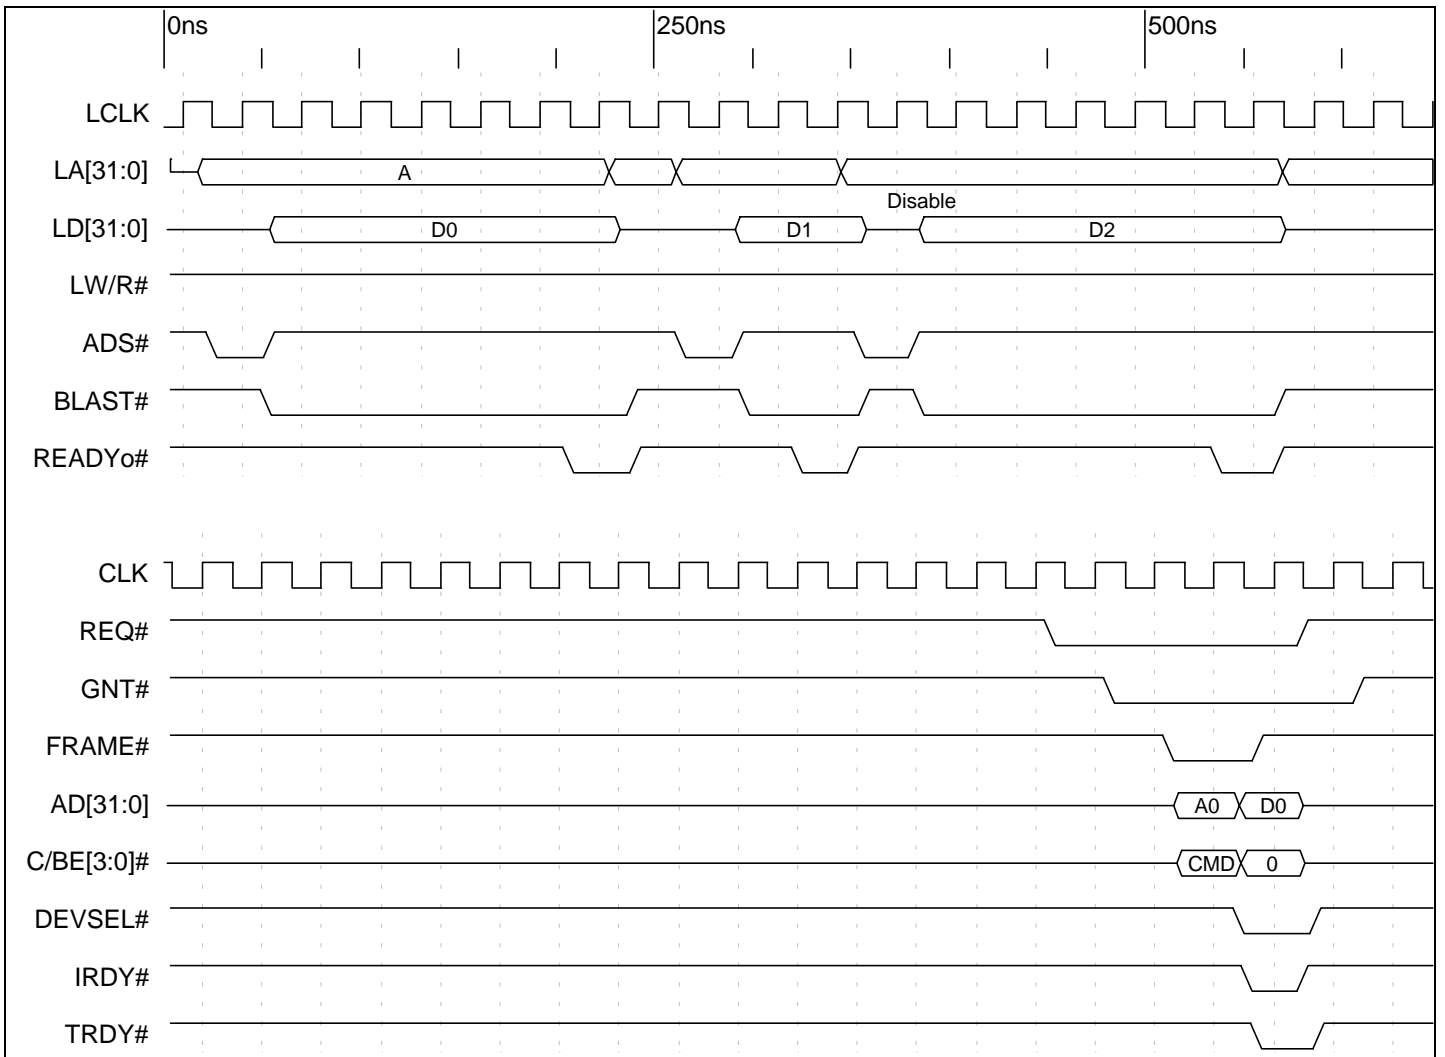 0ns 250ns 500ns
LCLK
LA[31:0] A
Disable
LD[31:0] D0 D1 D2
LW/R#
ADS#
BLAST#
READYo#
CLK
REQ#
GNT#
FRAME#
AD[31:0] A0 D0
C/BE[3:0]# CMD 0
DEVSEL#
IRDY#
TRDY#